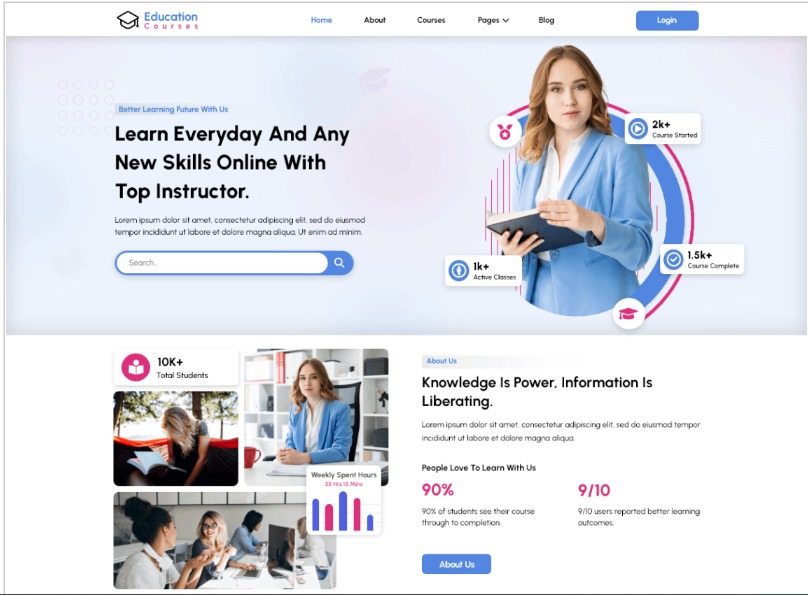 Education
Courses
Home
About
Courses
Pages
Blog
Login
Better Learning Future With Us
Learn Everyday And Any
New Skills Online With
Top Instructor.
Lorem ipsum dolor sit amet, consectetur adipiscing elit, sed do eiusmod
tempor incididunt ut labore et dolore magna aliqua. Ut enim ad minim.
Search..
2k+
Course Started
1k+
Active Classes
1.5k+
Course Complete
10K+
Total Students
Weekly Spent Hours
About Us
Knowledge Is Power, Information Is
Liberating.
Lorem ipsum dolor sit amet, consectetur adipiscing elit, sed do eiusmod tempor
incididunt ut labore et dolore magna aliqua.
People Love To Learn With Us
90%
90% of students see their course
through to completion.
9/10
9/10 users reported better learning
outcomes.
About Us